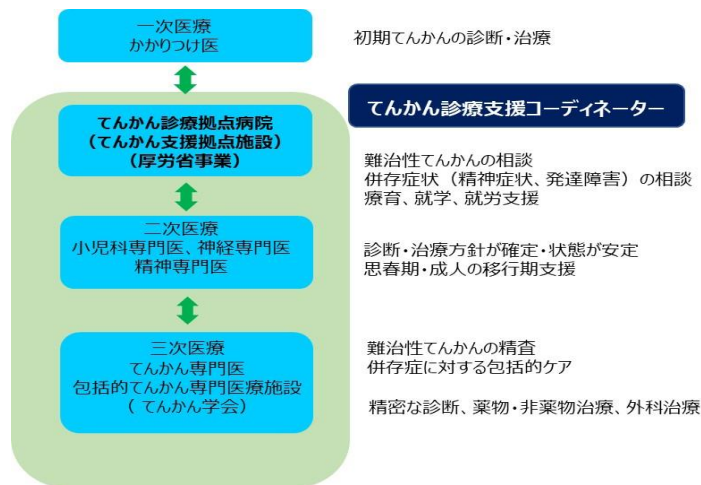 一次医療
かかりつけ医
初期てんかんの診断・治療
てんかん診療支援コーディネーター
てんかん診療拠点病院
（てんかん支援拠点施設）
（厚労省事業）
難治性てんかんの相談
併存症状（精神症状、発達障害）の相談
療育、就学、就労支援
二次医療
小児科専門医、神経専門医
精神専門医
診断・治療方針が確定・状態が安定
思春期・成人の移行期支援
三次医療
てんかん専門医
包括的てんかん専門医療施設
（ てんかん学会）
難治性てんかんの精査
併存症に対する包括的ケア
精密な診断、薬物・非薬物治療、外科治療